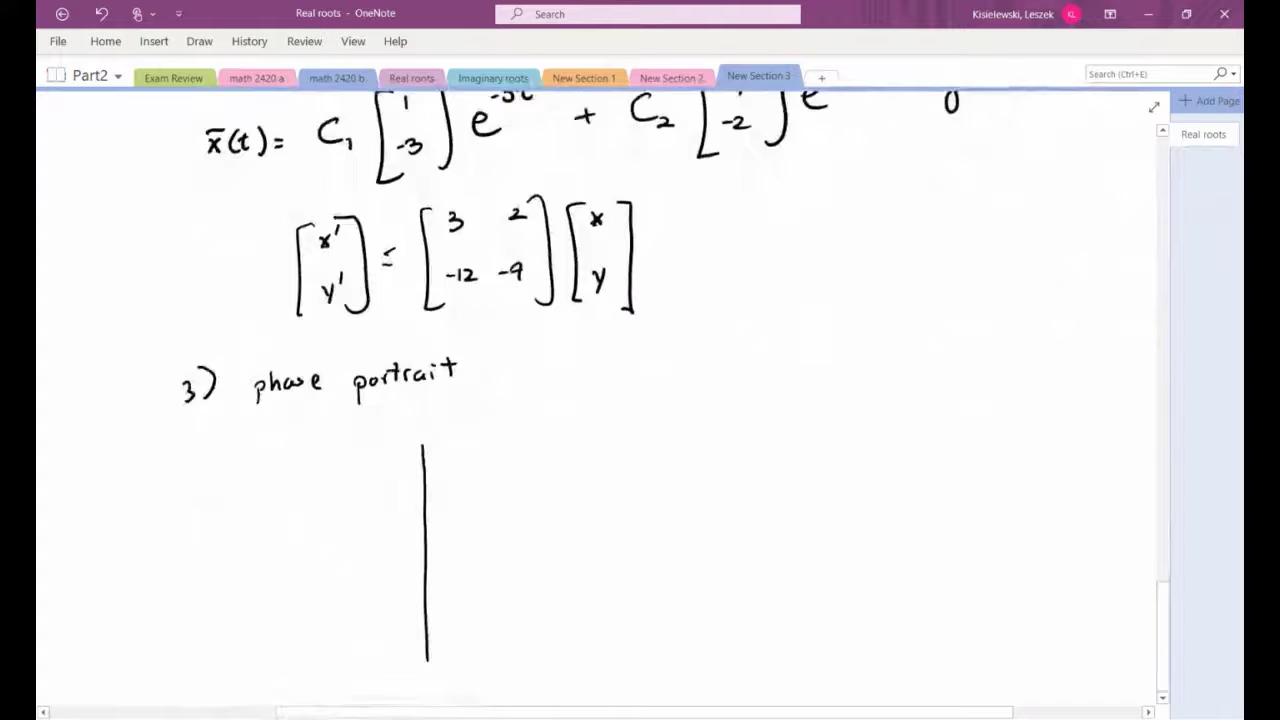 Real roots - OneNote
Search
Kisielewski, Leszek KL
File Home Insert Draw History Review View Help
Part2 Exam Review math 2420 a math 2420 b Real roots Imaginary roots New Section 1 New Section 2 New Section 3 + Search (Ctrl+E)
+ Add Page
Real roots
x̄(t) = C₁ [1 -3] e + C₂ [-2] e
[x' y'] = [3 2 -12 -9] [x y]
3) phase portrait